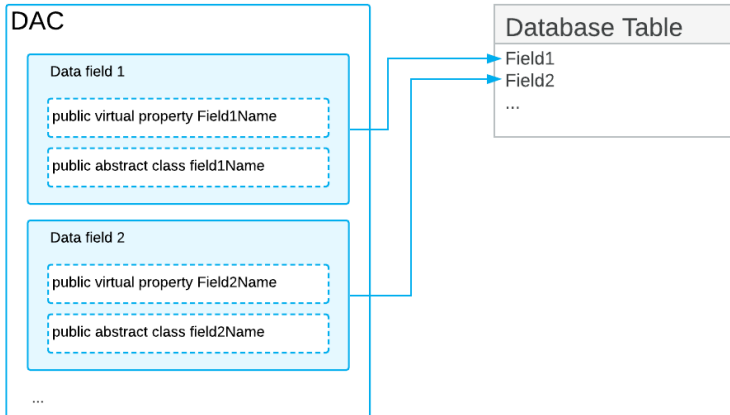 DAC
Data field 1
public virtual property Field1Name
public abstract class field1Name
Data field 2
public virtual property Field2Name
public abstract class field2Name
...
Database Table
Field1
Field2
...